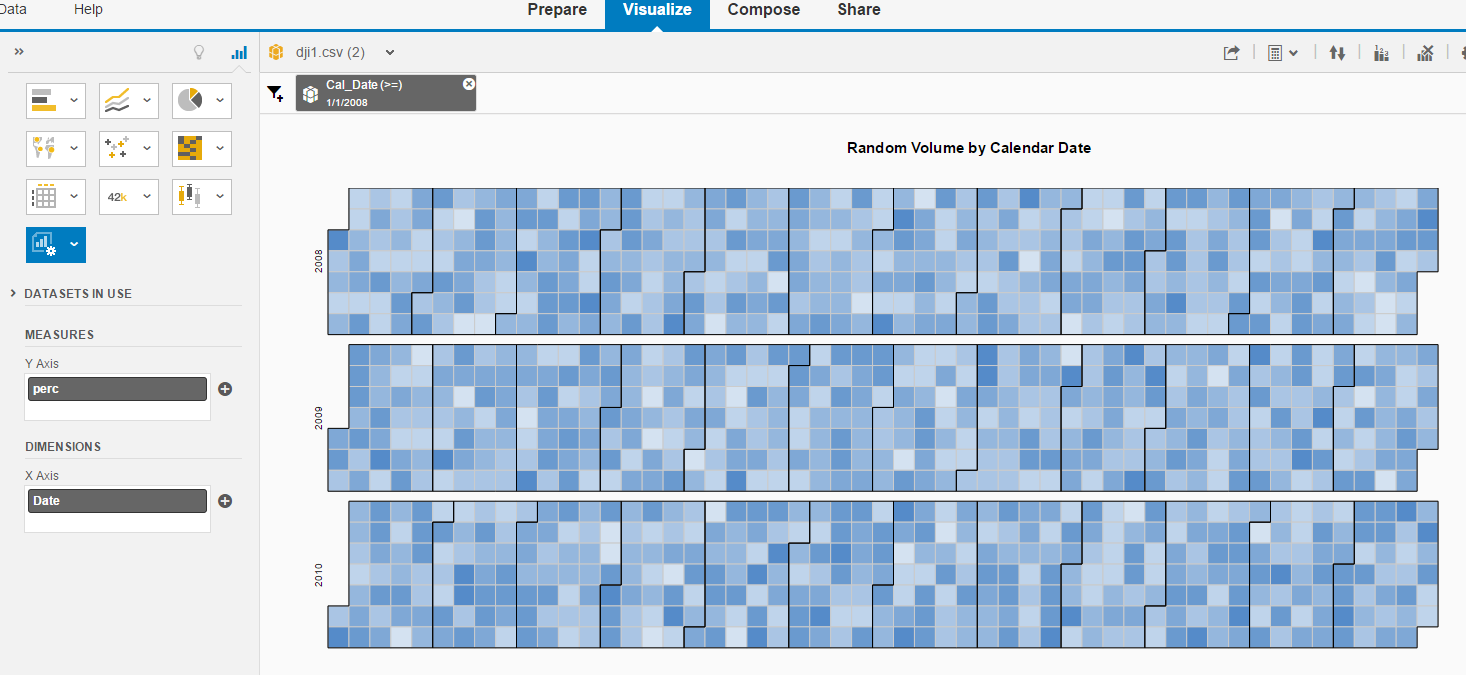 Data Help Prepare Visualize Compose Share
dji1.csv (2)
Cal_Date (>=)
1/1/2008
42k
DATASETS IN USE
MEASURES
Y Axis
perc
DIMENSIONS
X Axis
Date
Random Volume by Calendar Date
2008
2009
2010